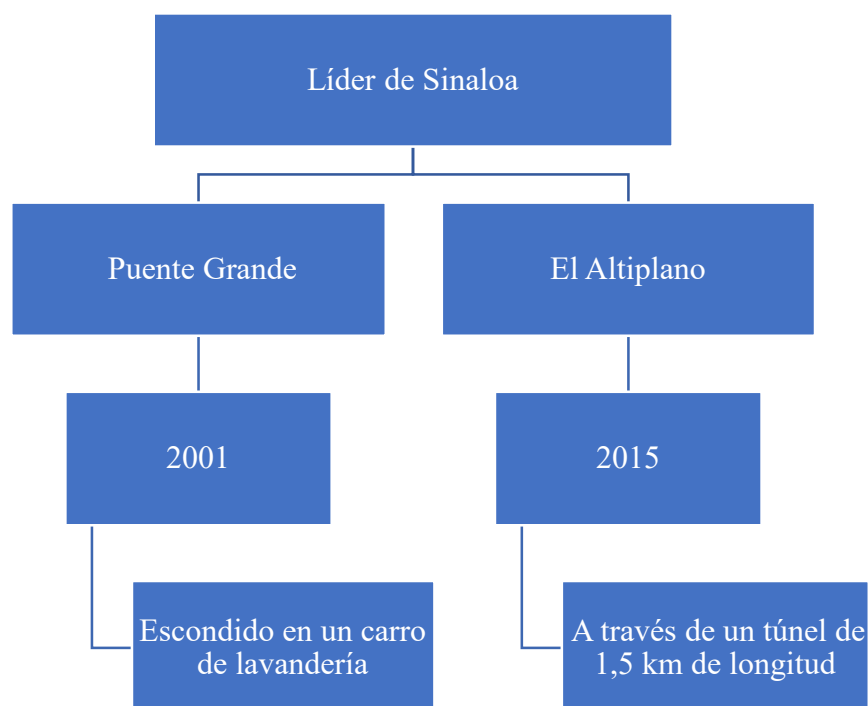 Líder de Sinaloa
Puente Grande
El Altiplano
2001
2015
Escondido en un carro
de lavandería
A través de un túnel de
1,5 km de longitud